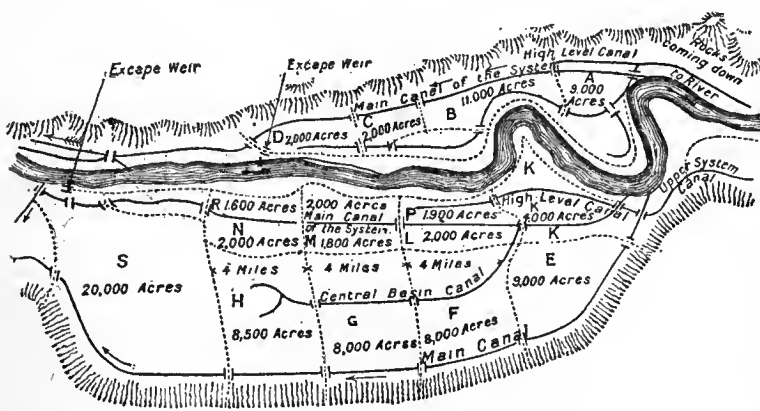 Excape Weir
Excape Weir
High Level Canal
Rocks
coming down
to River
Main Canal of the System
A
9.000
Acres
B
11.000 Acres
C
2,000 Acres
D 2,000 Acres
K
Upper System
Canal
R 1.600 Acres
2,000 Acres
Main Canal
of the System
P
1.900 Acres
High Level Canal
K
K
N
2,000 Acres
M 1,800 Acres
L 2,000 Acres
S
20,000 Acres
4 Miles
4 Miles
4 Miles
E
9,000 Acres
H
Central Basin Canal
8,500 Acres
G
8,000 Acres
F
8,000 Acres
Main Canal